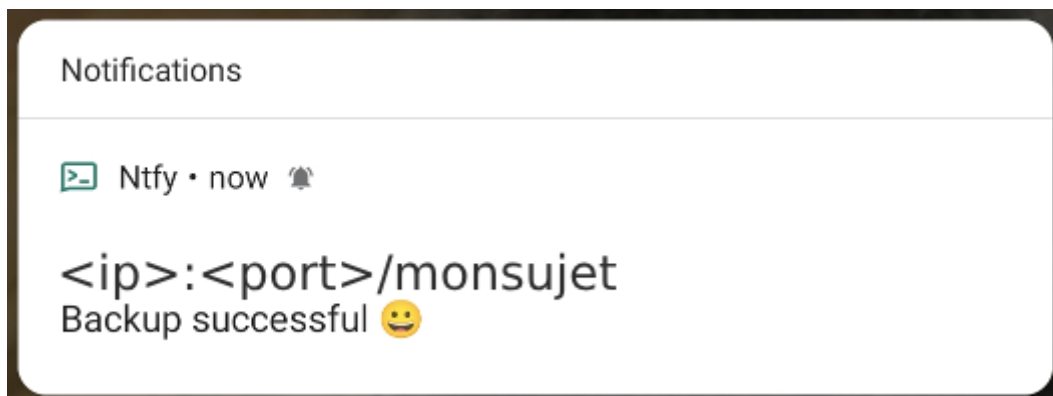 Notifications
Ntfy • now
<ip>:<port>/monsujet
Backup successful 😀